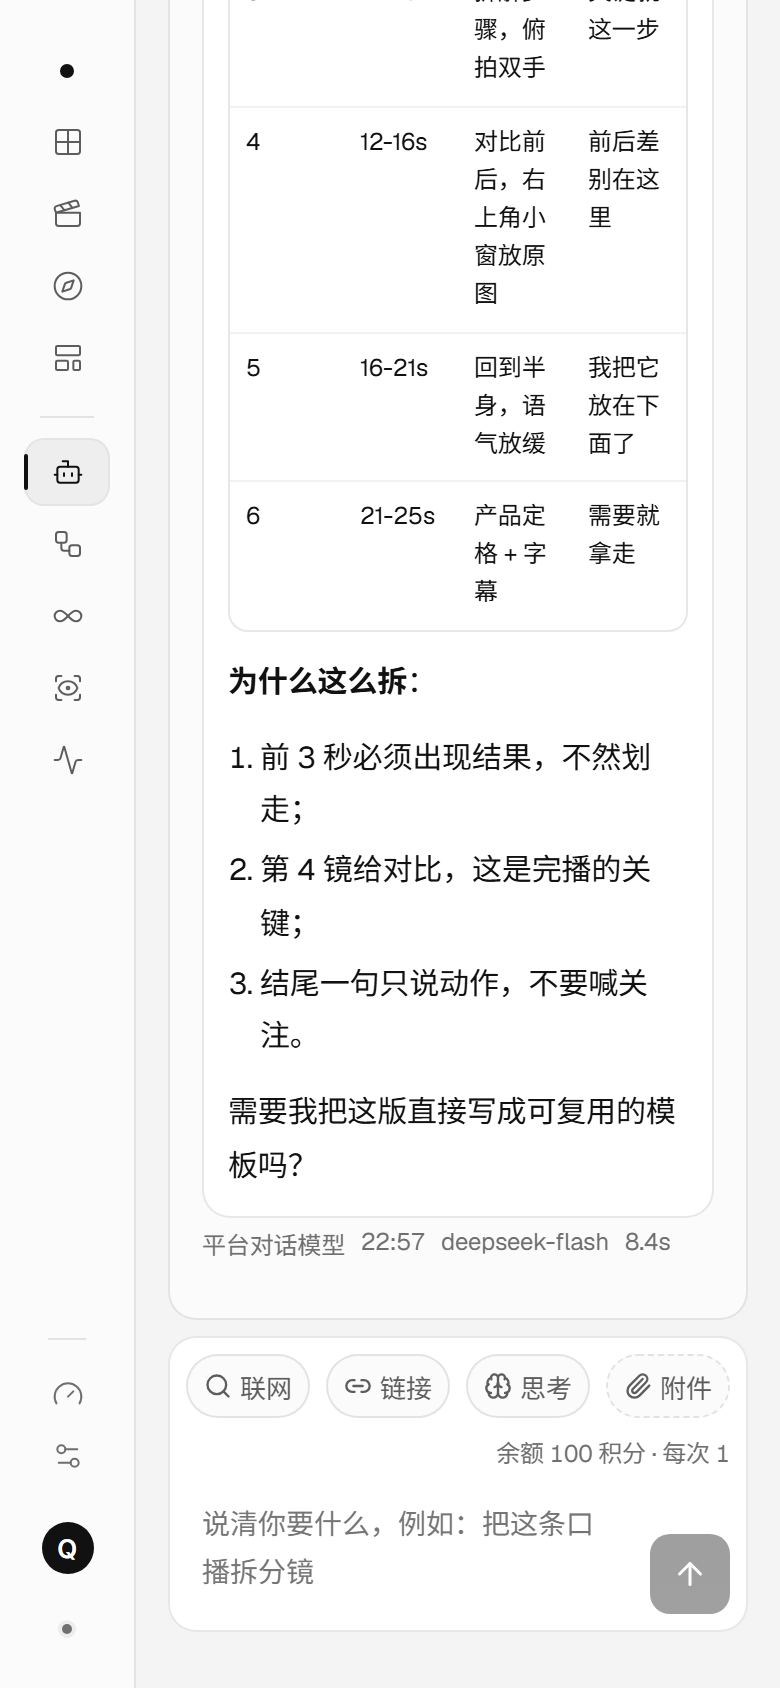 骤，俯
这一步
拍双手
4 12-16s 对比前 前后差
后，右 别在这
上角小 里
窗放原
图
5 16-21s 回到半 我把它
身，语 放在下
气放缓 面了
6 21-25s 产品定 需要就
格 + 字 拿走
幕
为什么这么拆：
1. 前 3 秒必须出现结果，不然划
走；
2. 第 4 镜给对比，这是完播的关
键；
3. 结尾一句只说动作，不要喊关
注。
需要我把这版直接写成可复用的模
板吗？
平台对话模型 22:57 deepseek-flash 8.4s
联网 链接 思考 附件
余额 100 积分 · 每次 1
说清你要什么，例如：把这条口
播拆分镜
Q